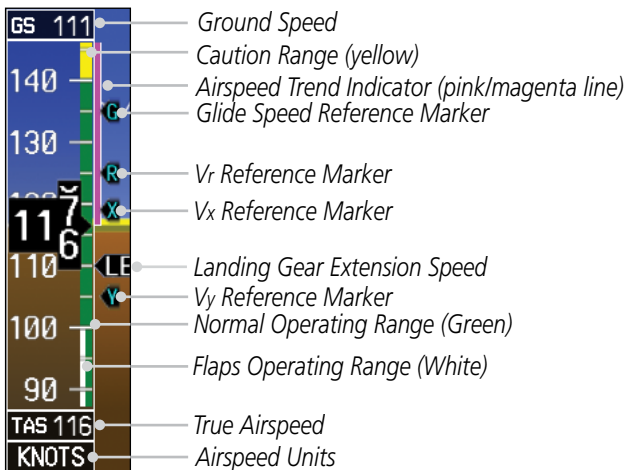 GS 111
Ground Speed
Caution Range (yellow)
140
Airspeed Trend Indicator (pink/magenta line)
G
Glide Speed Reference Marker
130
R
Vr Reference Marker
X
Vx Reference Marker
11 7
6
110
LE
Landing Gear Extension Speed
Y
Vy Reference Marker
100
Normal Operating Range (Green)
Flaps Operating Range (White)
90
TAS 116
True Airspeed
KNOTS
Airspeed Units